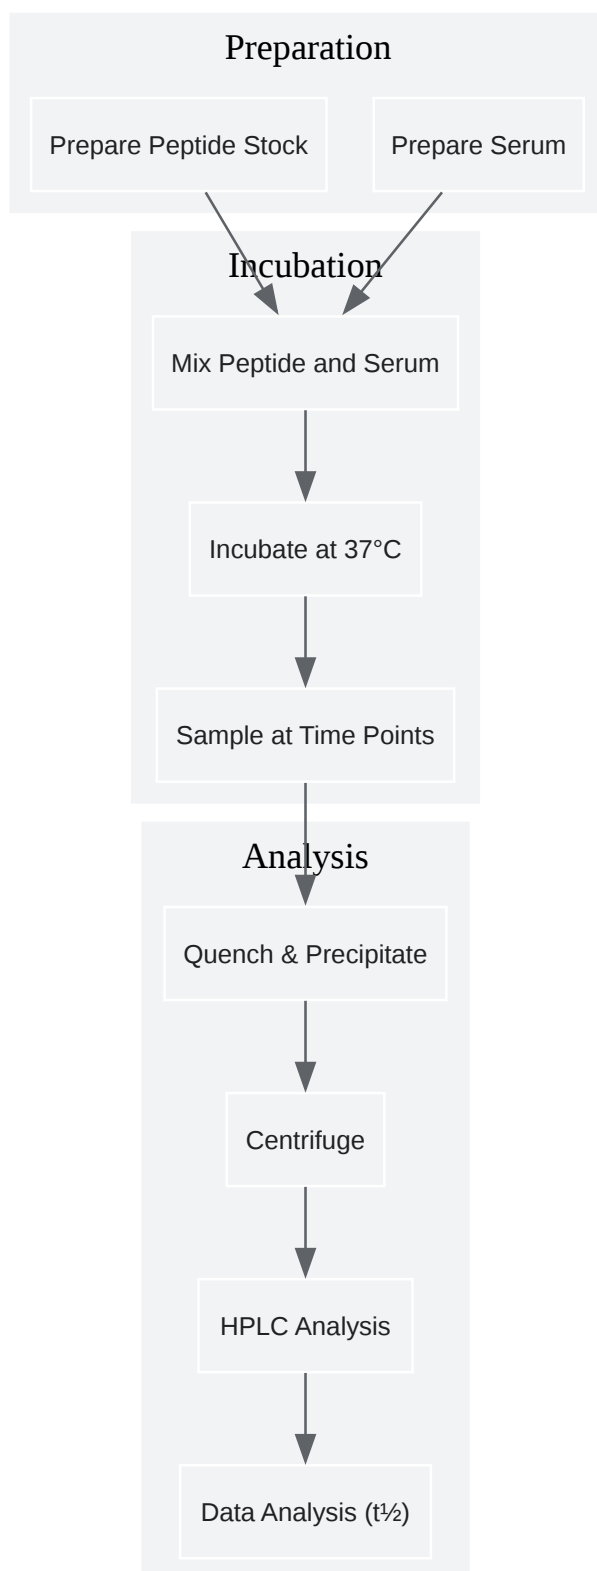 Preparation
Prepare Peptide Stock
Prepare Serum
Incubation
Mix Peptide and Serum
Incubate at 37°C
Sample at Time Points
Analysis
Quench & Precipitate
Centrifuge
HPLC Analysis
Data Analysis (t½)